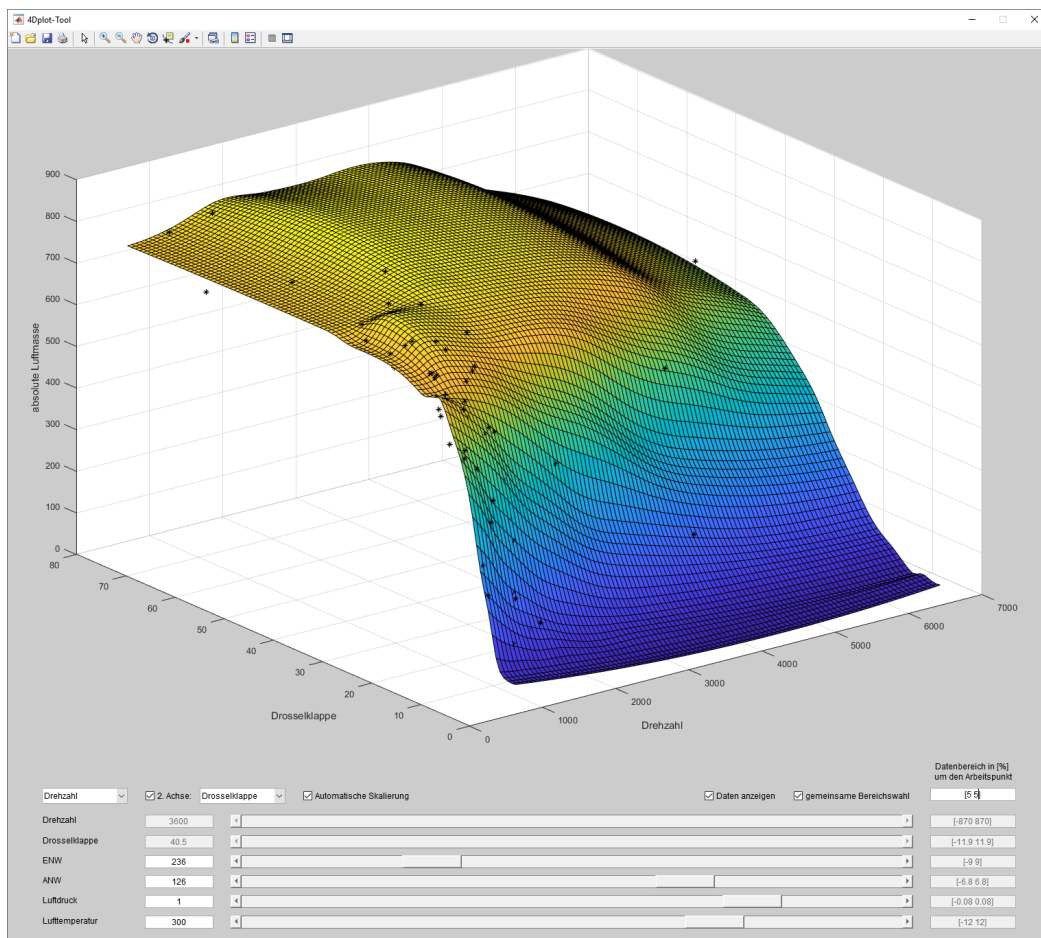 4Dplot-Tool
900
800
700
600
500
400
300
200
100
0
absolute Luftmasse
80
70
60
50
40
30
20
10
0
Drosselklappe
0
1000
2000
3000
4000
5000
6000
7000
Drehzahl
Datenbereich in [%]
um den Arbeitspunkt
Drehzahl 2. Achse: Drosselklappe Automatische Skalierung Daten anzeigen gemeinsame Bereichswahl [5 5]
Drehzahl 3600 [-870 870]
Drosselklappe 40.5 [-11.9 11.9]
ENW 236 [-9 9]
ANW 126 [-6.8 6.8]
Luftdruck 1 [-0.08 0.08]
Lufttemperatur 300 [-12 12]